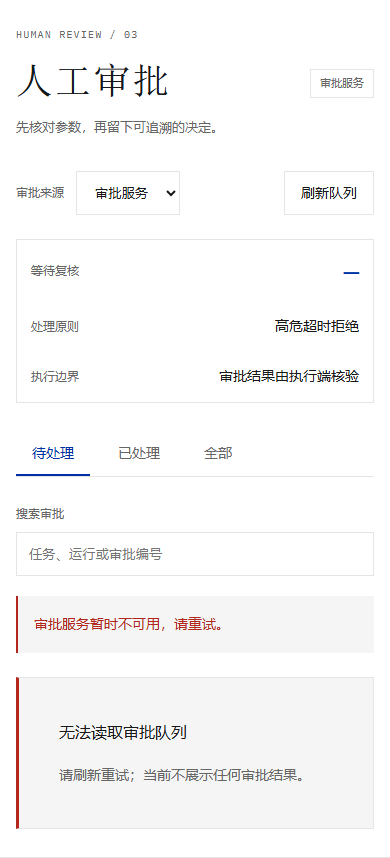 HUMAN REVIEW / 03
人工审批
审批服务
先核对参数，再留下可追溯的决定。
审批来源
审批服务
刷新队列
等待复核
—
处理原则
高危超时拒绝
执行边界
审批结果由执行端核验
待处理
已处理
全部
搜索审批
任务、运行或审批编号
审批服务暂时不可用，请重试。
无法读取审批队列
请刷新重试；当前不展示任何审批结果。